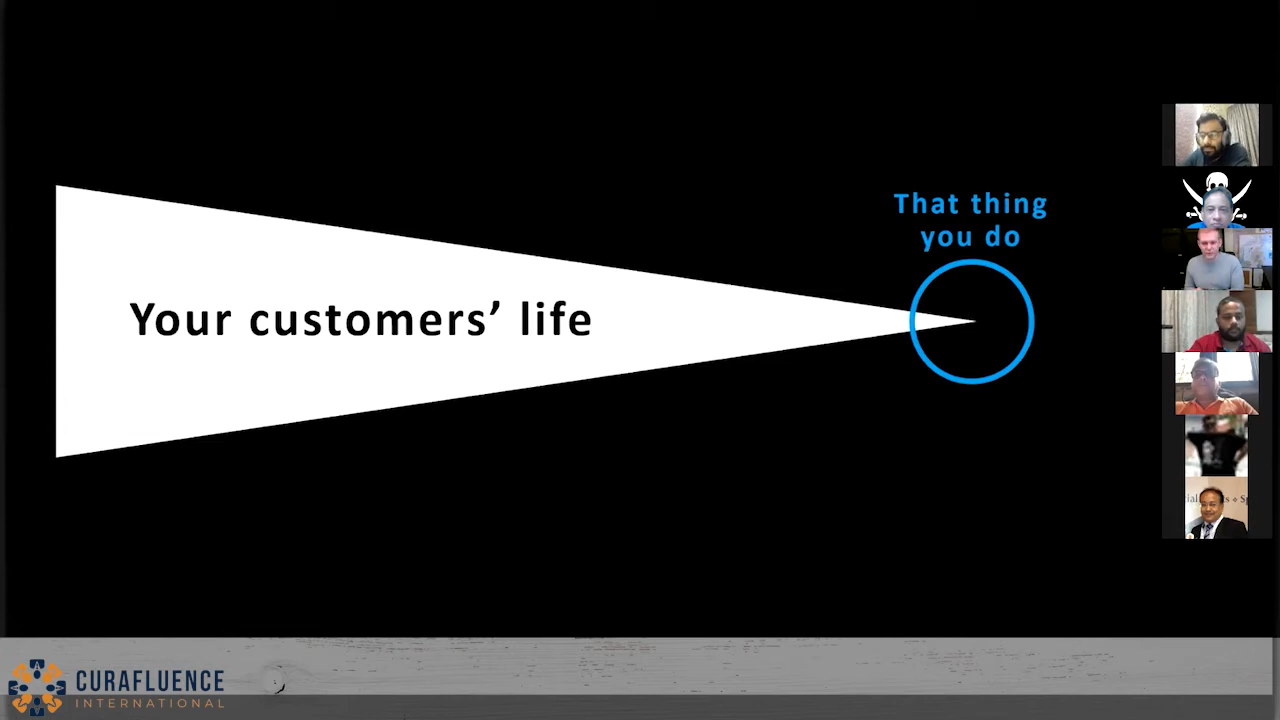 That thing
you do
Your customers’ life
CURAFLUENCE
INTERNATIONAL